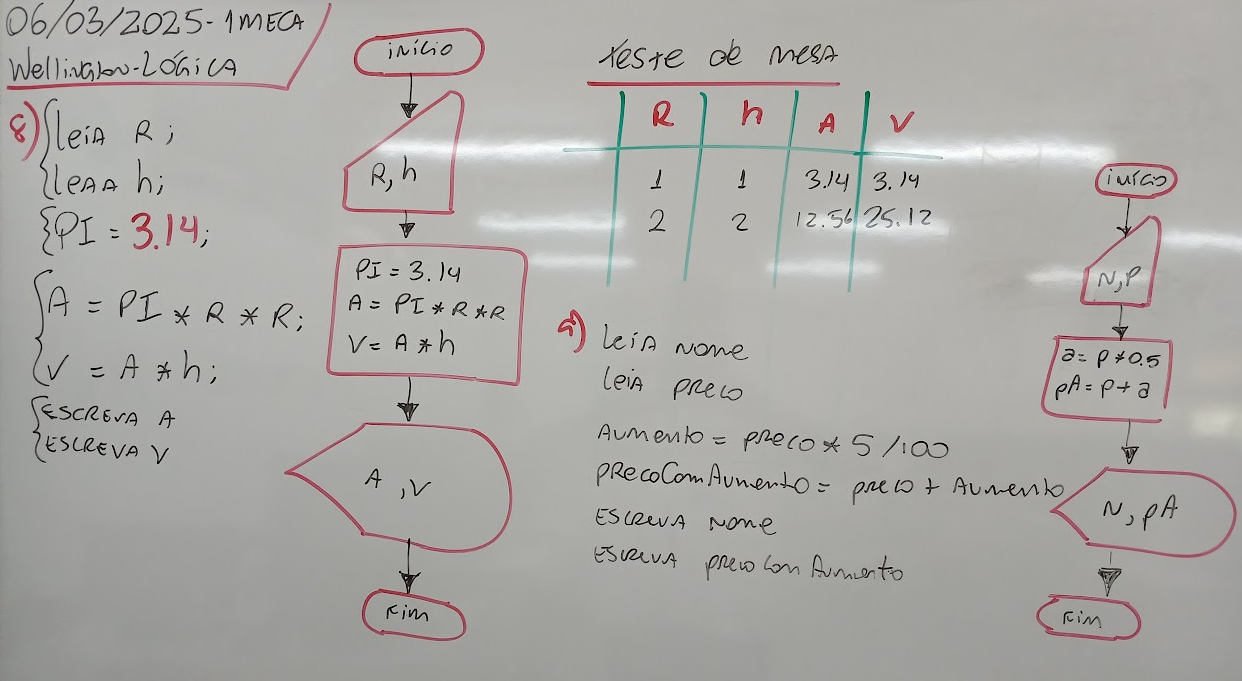 06/03/2025-1MECA
Wellington-LÓGICA
8) LEIA R;
LEAA h;
PI = 3.14;
A = PI * R * R;
V = A * h;
ESCREVA A
ESCREVA V
início
R, h
PI = 3.14
A = PI * R * R
V = A * h
A, V
Fim
teste de mesa
R h A V
1 1 3.14 3.14
2 2 12.56 25.12
9) LEIA NOME
LEIA PRECO
AUMENTO = PRECO * 5 /100
PRECOComAUMENTO = PRECO + AUMENTO
ESCREVA NOME
ESCREVA PRECOComAumento
início
N, P
a = P * 0.5
pA = P + a
N, pA
Fim